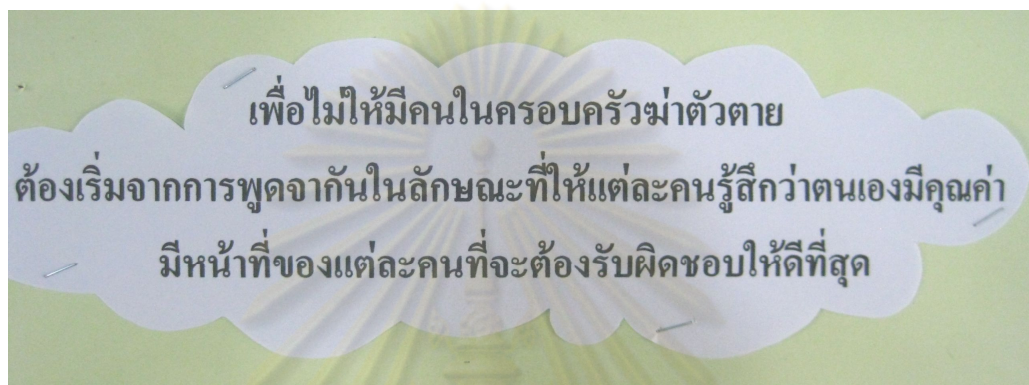 เพื่อไม่ให้มีคนในครอบครัวฆ่าตัวตาย
ต้องเริ่มจากการพูดจากันในลักษณะที่ให้แต่ละคนรู้สึกว่าตนเองมีคุณค่า
มีหน้าที่ของแต่ละคนที่จะต้องรับผิดชอบให้ดีที่สุด